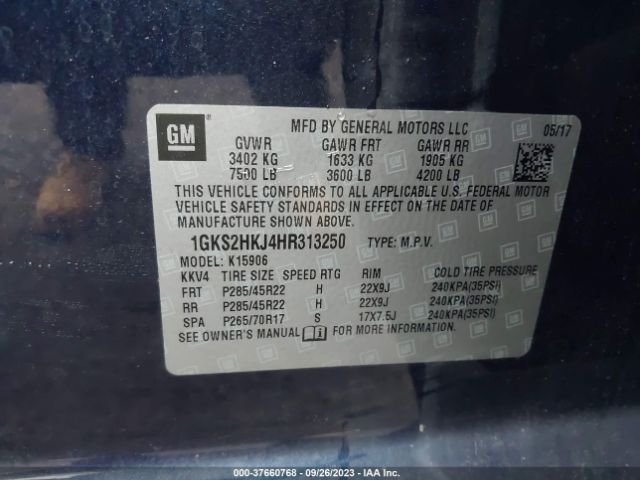 GM ®
MFD BY GENERAL MOTORS LLC 05/17
GVWR GAWR FRT GAWR RR
3402 KG 1633 KG 1905 KG
7500 LB 3600 LB 4200 LB
THIS VEHICLE CONFORMS TO ALL APPLICABLE U.S. FEDERAL MOTOR
VEHICLE SAFETY STANDARDS IN EFFECT ON THE DATE OF
MANUFACTURE SHOWN ABOVE.
1GKS2HKJ4HR313250 TYPE: M.P.V.
MODEL: K15906
KKV4 TIRE SIZE SPEED RTG RIM COLD TIRE PRESSURE
FRT P285/45R22 H 22X9J 240KPA(35PSI)
RR P285/45R22 H 22X9J 240KPA(35PSI)
SPA P265/70R17 S 17X7.5J 240KPA(35PSI)
SEE OWNER'S MANUAL i FOR MORE INFORMATION.
000-37660768 - 09/26/2023 - IAAI.COM